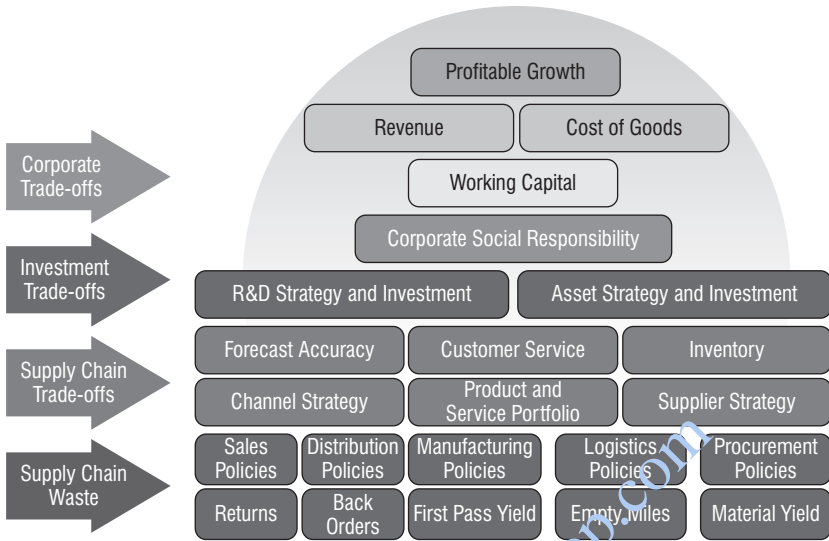 Profitable Growth
Revenue
Cost of Goods
Corporate
Trade-offs
Working Capital
Corporate Social Responsibility
Investment
Trade-offs
R&D Strategy and Investment
Asset Strategy and Investment
Supply Chain
Trade-offs
Forecast Accuracy
Customer Service
Inventory
Channel Strategy
Product and
Service Portfolio
Supplier Strategy
Supply Chain
Waste
Sales
Policies
Distribution
Policies
Manufacturing
Policies
Logistics
Policies
Procurement
Policies
Returns
Back
Orders
First Pass Yield
Empty Miles
Material Yield